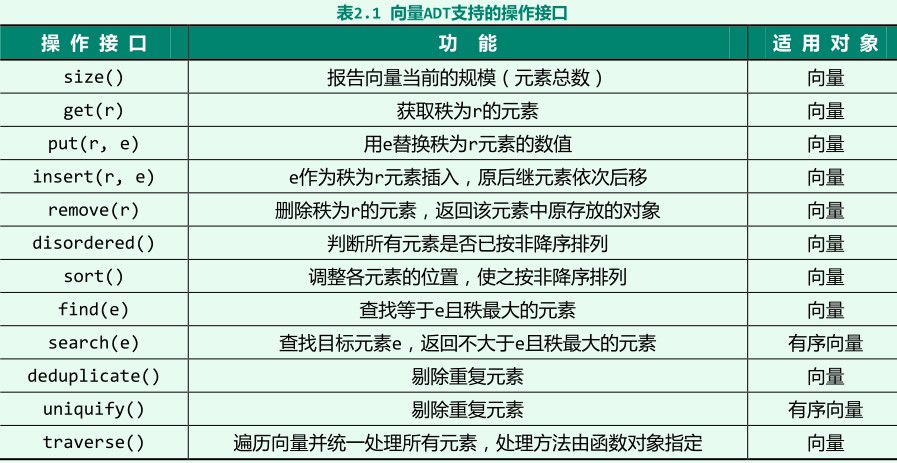 表2.1 向量ADT支持的操作接口
操作接口 功能 适用对象
size() 报告向量当前的规模（元素总数） 向量
get(r) 获取秩为r的元素 向量
put(r, e) 用e替换秩为r元素的数值 向量
insert(r, e) e作为秩为r元素插入，原后继元素依次后移 向量
remove(r) 删除秩为r的元素，返回该元素中原存放的对象 向量
disordered() 判断所有元素是否已按非降序排列 向量
sort() 调整各元素的位置，使之按非降序排列 向量
find(e) 查找等于e且秩最大的元素 向量
search(e) 查找目标元素e，返回不大于e且秩最大的元素 有序向量
deduplicate() 剔除重复元素 向量
uniquify() 剔除重复元素 有序向量
traverse() 遍历向量并统一处理所有元素，处理方法由函数对象指定 向量